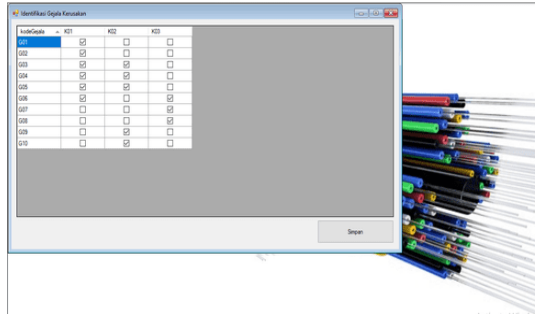 Identifikasi Gejala Kerusakan
kodeGejala K01 K02 K03
G01
G02
G03
G04
G05
G06
G07
G08
G09
G10
Simpan